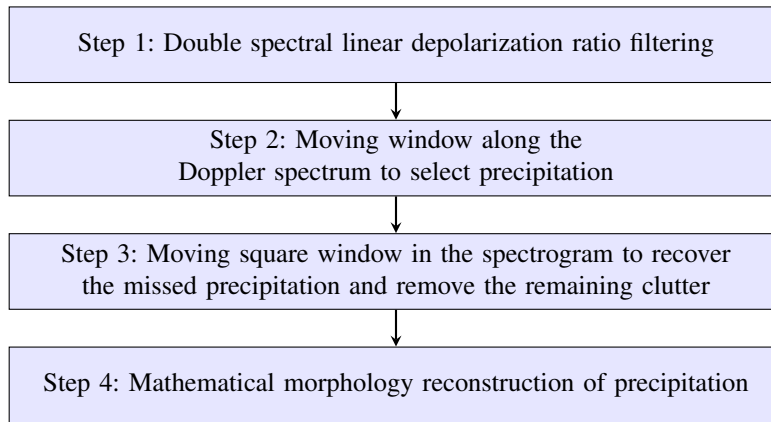 Step 1: Double spectral linear depolarization ratio filtering
Step 2: Moving window along the
Doppler spectrum to select precipitation
Step 3: Moving square window in the spectrogram to recover
the missed precipitation and remove the remaining clutter
Step 4: Mathematical morphology reconstruction of precipitation